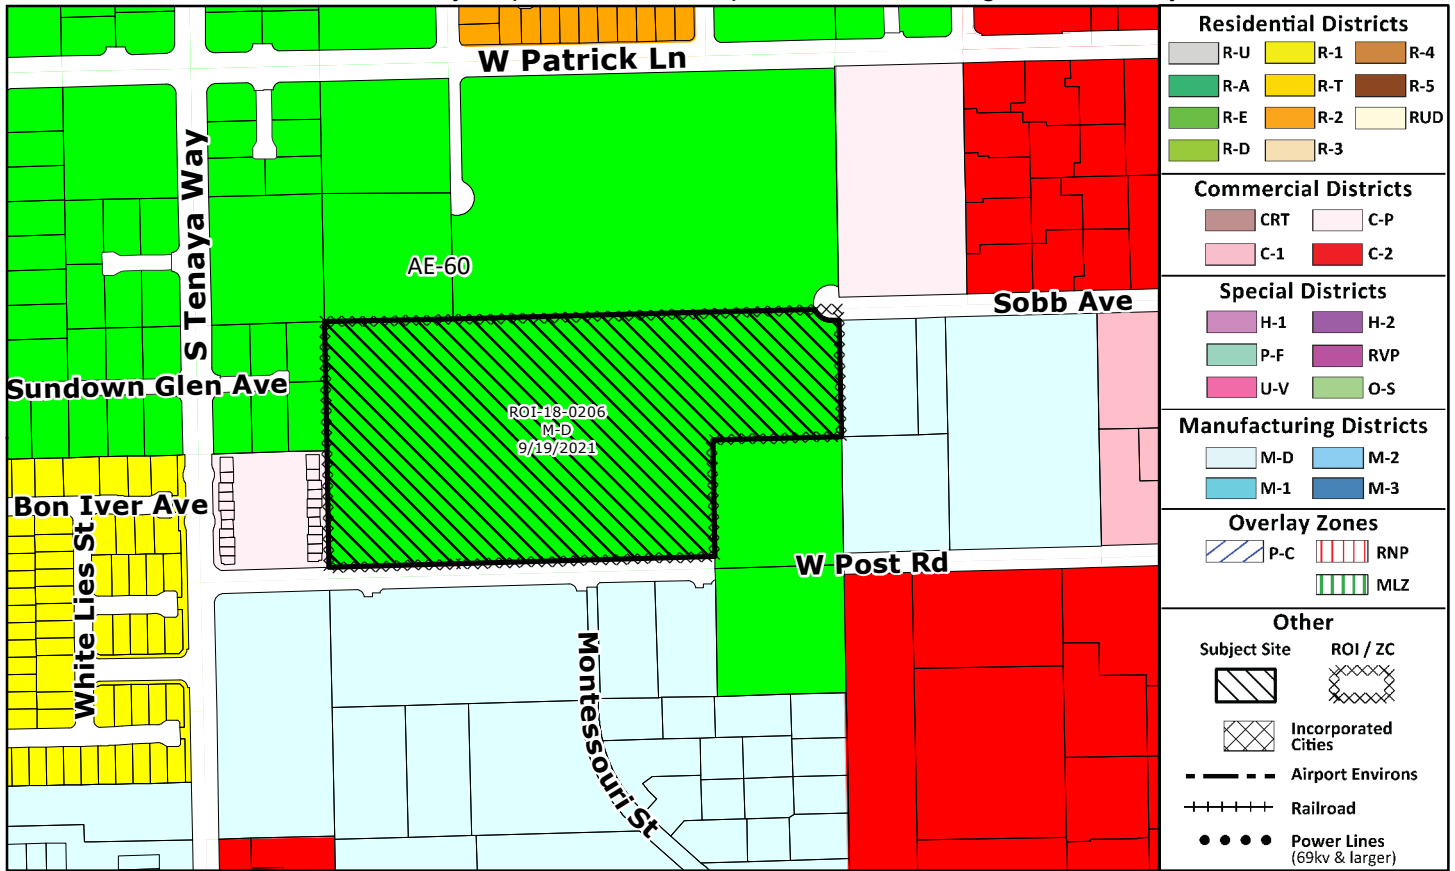 W Patrick Ln
S Tenaya Way
AE-60
Sobb Ave
Sundown Glen Ave
ROI-18-0206
M-D
9/19/2021
Bon Iver Ave
White Lies St
W Post Rd
Montessouri St
Residential Districts
R-U
R-1
R-4
R-A
R-T
R-5
R-E
R-2
RUD
R-D
R-3
Commercial Districts
CRT
C-P
C-1
C-2
Special Districts
H-1
H-2
P-F
RVP
U-V
O-S
Manufacturing Districts
M-D
M-2
M-1
M-3
Overlay Zones
P-C
RNP
MLZ
Other
Subject Site
ROI / ZC
Incorporated
Cities
Airport Environs
Railroad
Power Lines
(69kv & larger)